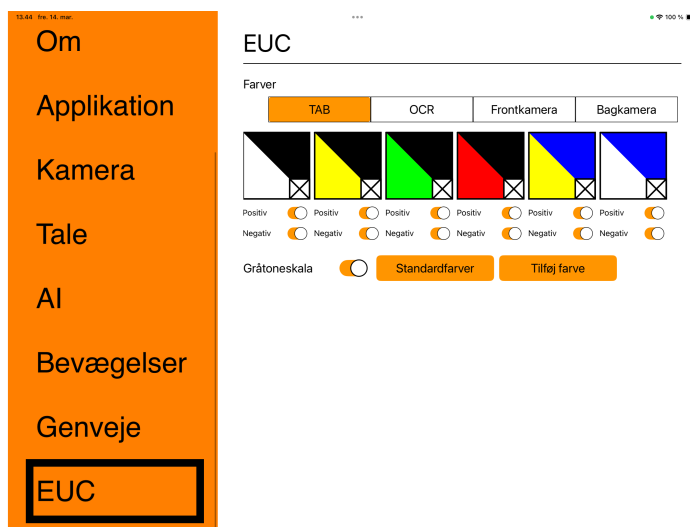 13.44 fre. 14. mar.
100 %
Om
Applikation
Kamera
Tale
AI
Bevægelser
Genveje
EUC
EUC
Farver
TAB OCR Frontkamera Bagkamera
Positiv Positiv Positiv Positiv Positiv Positiv
Negativ Negativ Negativ Negativ Negativ Negativ
Gråtoneskala Standardfarver Tilføj farve